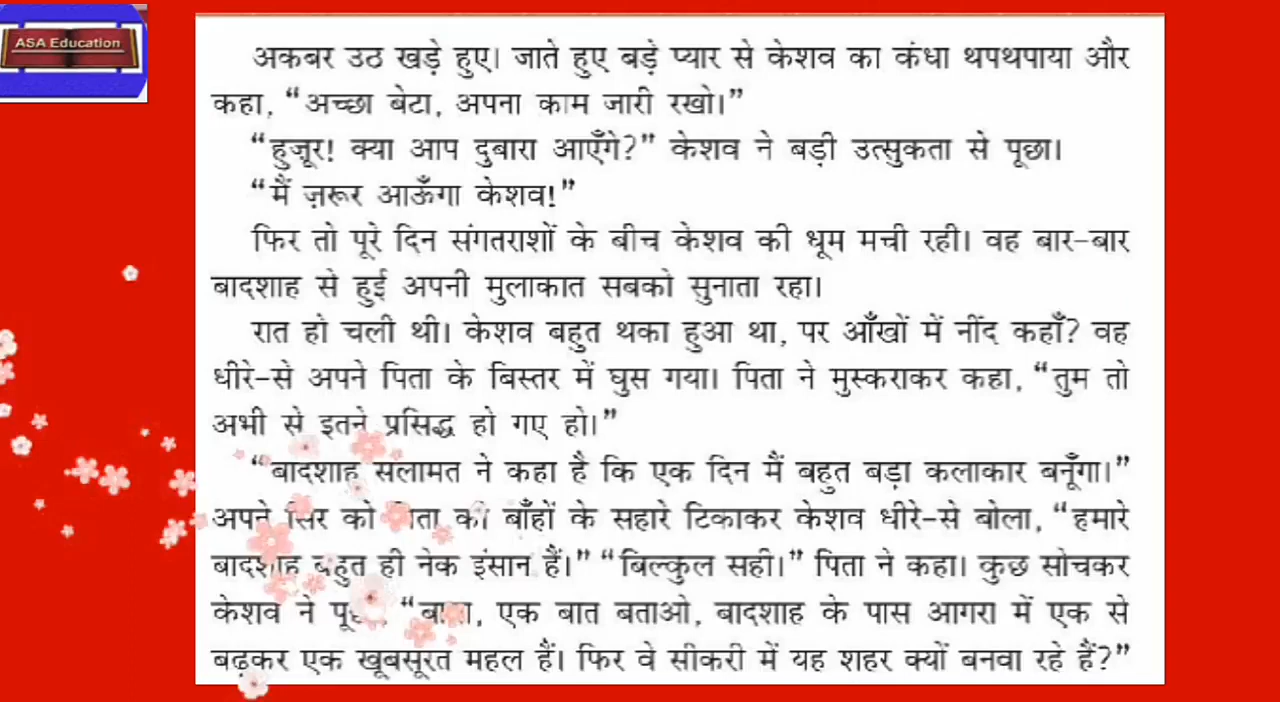 ASA Education
अकबर उठ खड़े हुए। जाते हुए बड़े प्यार से केशव का कंधा थपथपाया और
कहा, “अच्छा बेटा, अपना काम जारी रखो।”
“हुज़ूर! क्या आप दुबारा आएँगे?” केशव ने बड़ी उत्सुकता से पूछा।
“मैं ज़रूर आऊँगा केशव!”
फिर तो पूरे दिन संगतराशों के बीच केशव की धूम मची रही। वह बार-बार
बादशाह से हुई अपनी मुलाकात सबको सुनाता रहा।
रात हो चली थी। केशव बहुत थका हुआ था, पर आँखों में नींद कहाँ? वह
धीरे-से अपने पिता के बिस्तर में घुस गया। पिता ने मुस्कराकर कहा, “तुम तो
अभी से इतने प्रसिद्ध हो गए हो।”
“बादशाह सलामत ने कहा है कि एक दिन मैं बहुत बड़ा कलाकार बनूँगा।”
अपने सिर को पिता की बाँहों के सहारे टिकाकर केशव धीरे-से बोला, “हमारे
बादशाह बहुत ही नेक इंसान हैं।” “बिल्कुल सही।” पिता ने कहा। कुछ सोचकर
केशव ने “बाबा, एक बात बताओ, बादशाह के पास आगरा में एक से
बढ़कर एक खूबसूरत महल हैं। फिर वे सीकरी में यह शहर क्यों बनवा रहे हैं?”